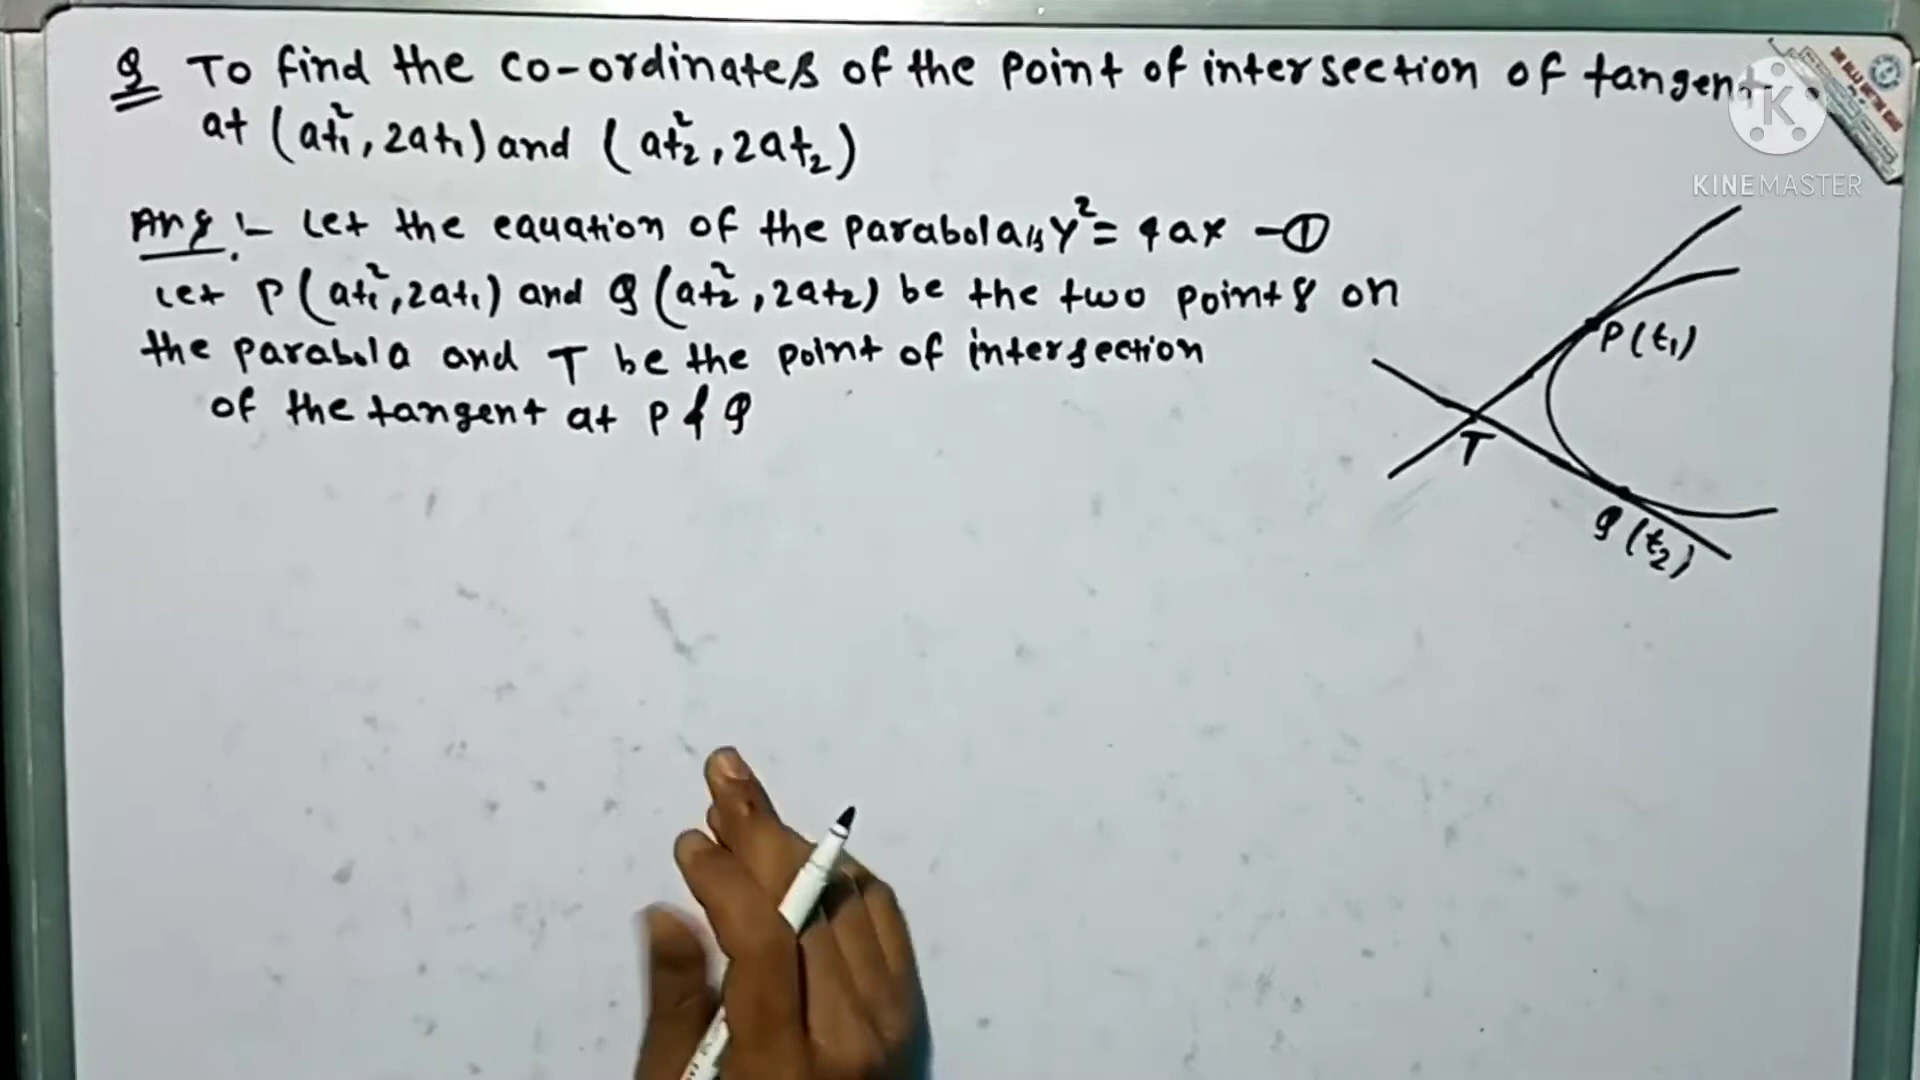 Q To find the co-ordinates of the point of intersection of tangent
at (at₁², 2at₁) and (at₂², 2at₂)
KINEMASTER
Ans :- Let the equation of the parabola is y² = 4ax - ①
Let P(at₁², 2at₁) and Q(at₂², 2at₂) be the two points on
the parabola and T be the point of intersection
of the tangent at P & Q
P(t₁)
T
Q(t₂)